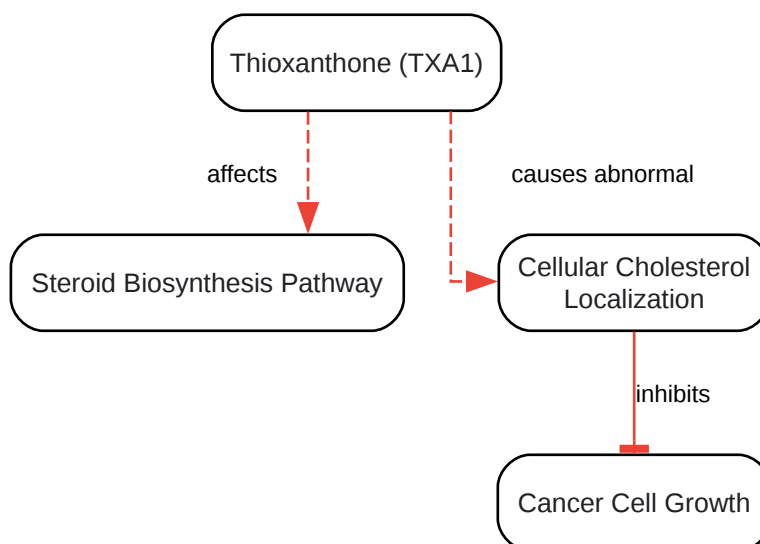 Thioxanthone (TXA1)
affects
causes abnormal
Steroid Biosynthesis Pathway
Cellular Cholesterol
Localization
inhibits
Cancer Cell Growth